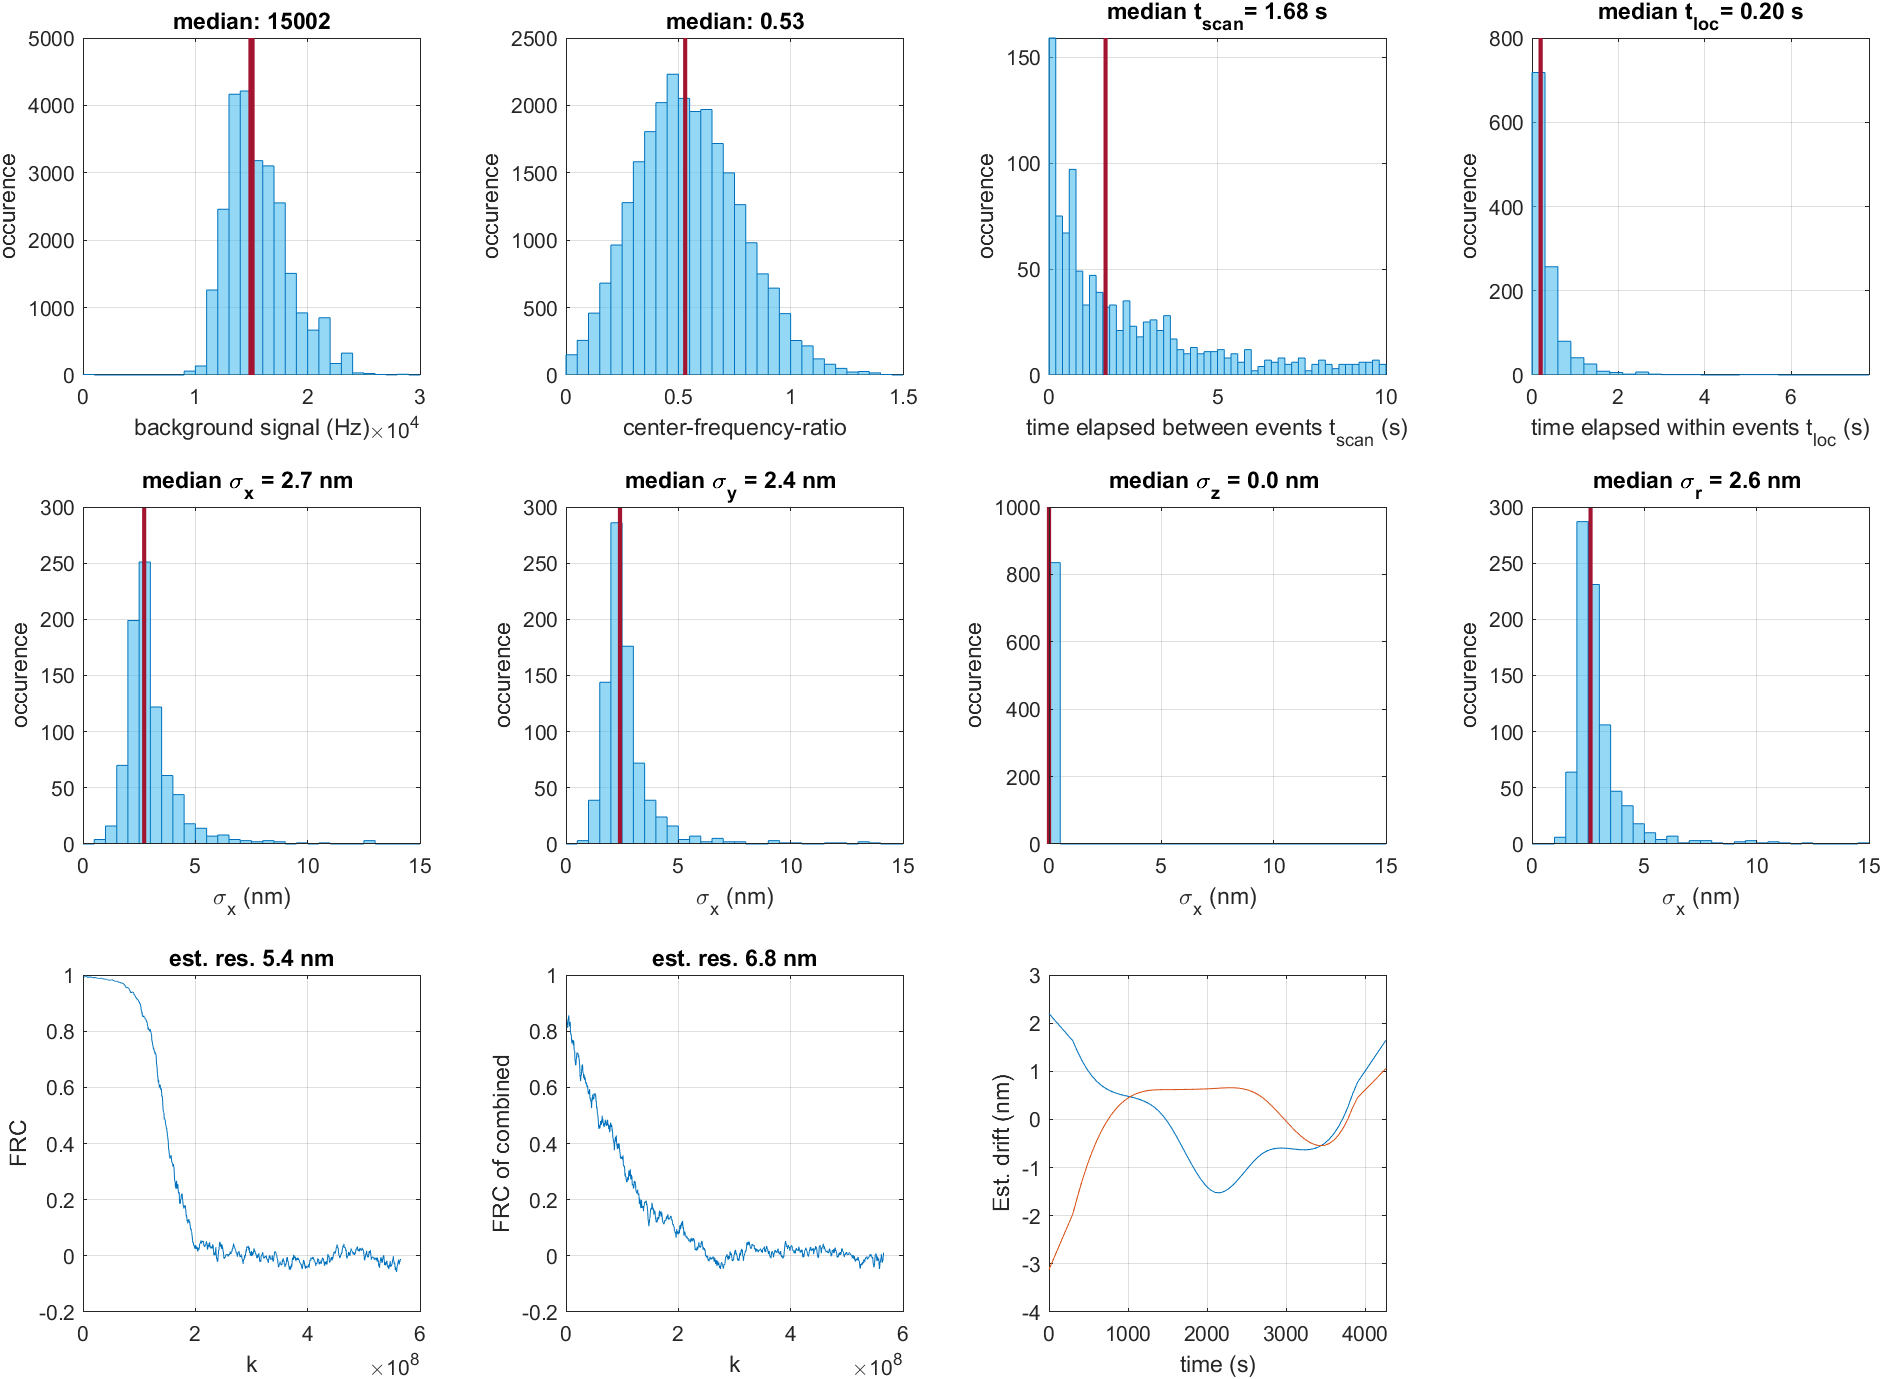 median: 15002
5000
4000
3000
2000
1000
0
0 1 2 3
×10⁴
background signal (Hz)
occurence
median: 0.53
2500
2000
1500
1000
500
0
0 0.5 1 1.5
center-frequency-ratio
occurence
median t_scan = 1.68 s
150
100
50
0
0 5 10
time elapsed between events t_scan (s)
occurence
median t_loc = 0.20 s
800
600
400
200
0
0 2 4 6
time elapsed within events t_loc (s)
occurence
median σ_x = 2.7 nm
300
250
200
150
100
50
0
0 5 10 15
σ_x (nm)
occurence
median σ_y = 2.4 nm
300
250
200
150
100
50
0
0 5 10 15
σ_x (nm)
occurence
median σ_z = 0.0 nm
1000
800
600
400
200
0
0 5 10 15
σ_x (nm)
occurence
median σ_r = 2.6 nm
300
250
200
150
100
50
0
0 5 10 15
σ_x (nm)
occurence
est. res. 5.4 nm
1
0.8
0.6
0.4
0.2
0
-0.2
0 2 4 6
k
×10⁸
FRC
est. res. 6.8 nm
1
0.8
0.6
0.4
0.2
0
-0.2
0 2 4 6
k
×10⁸
FRC of combined
3
2
1
0
-1
-2
-3
-4
0 1000 2000 3000 4000
time (s)
Est. drift (nm)